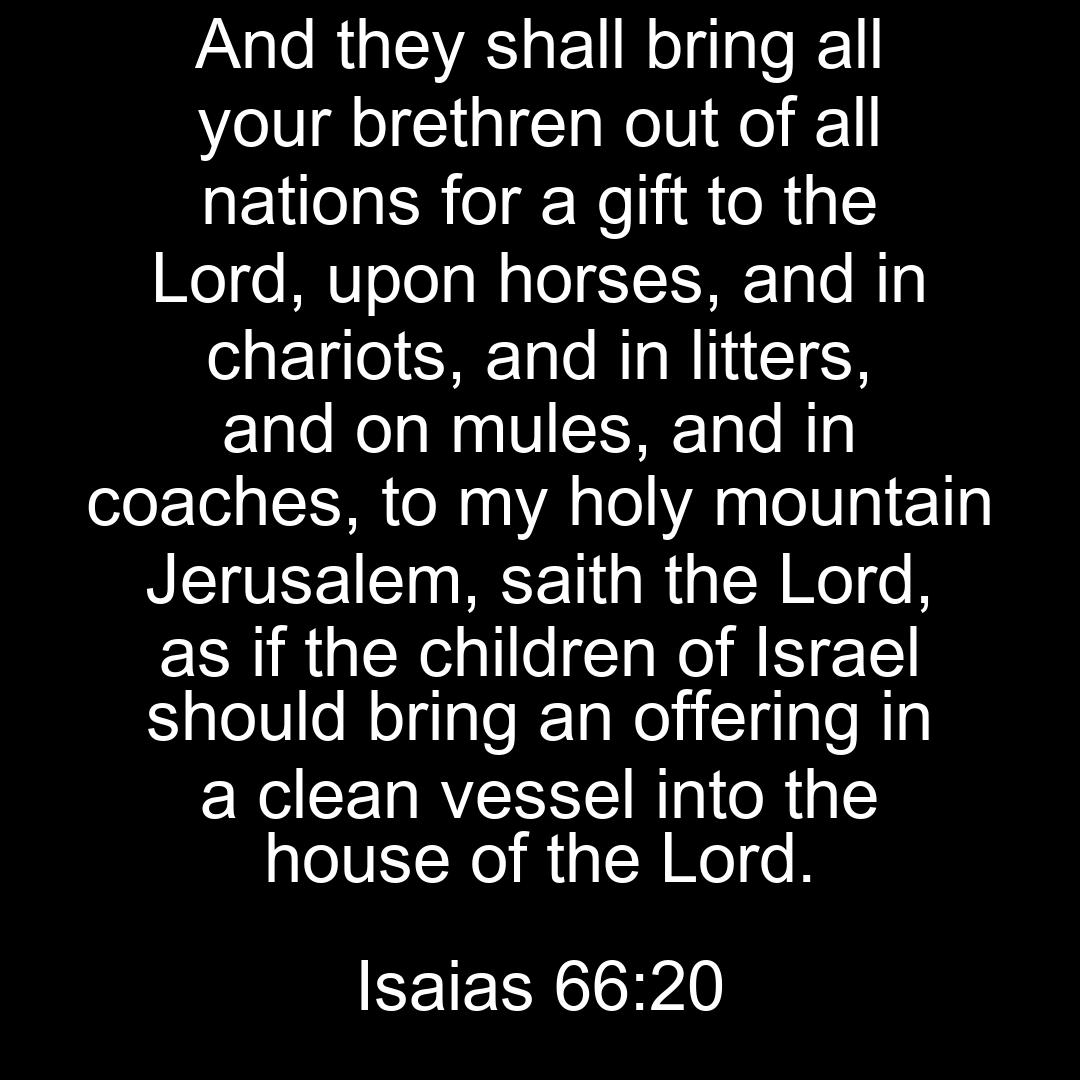 And they shall bring all
your brethren out of all
nations for a gift to the
Lord, upon horses, and in
chariots, and in litters,
and on mules, and in
coaches, to my holy mountain
Jerusalem, saith the Lord,
as if the children of Israel
should bring an offering in
a clean vessel into the
house of the Lord.
Isaias 66:20